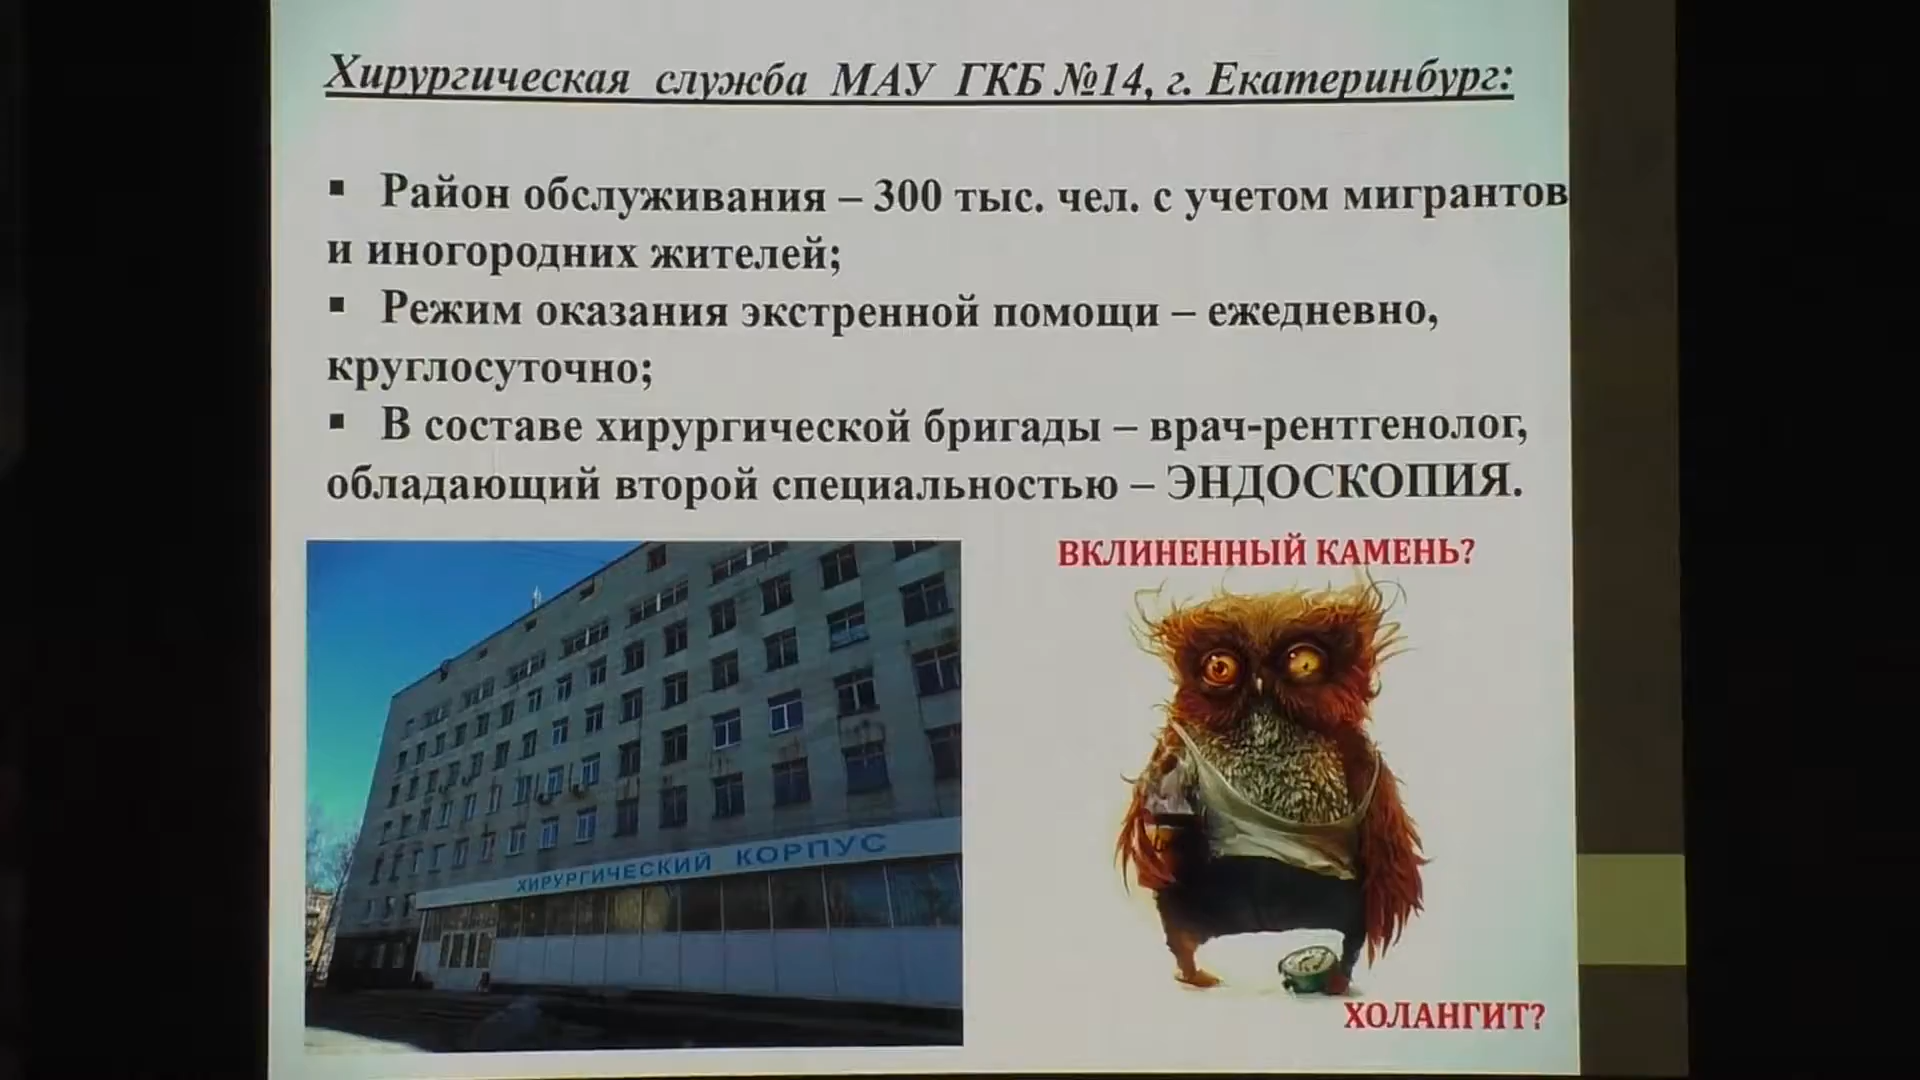 Хирургическая служба МАУ ГКБ №14, г. Екатеринбург:
▪ Район обслуживания – 300 тыс. чел. с учетом мигрантов
и иногородних жителей;
▪ Режим оказания экстренной помощи – ежедневно,
круглосуточно;
▪ В составе хирургической бригады – врач-рентгенолог,
обладающий второй специальностью – ЭНДОСКОПИЯ.
ВКЛИНЕННЫЙ КАМЕНЬ?
ХИРУРГИЧЕСКИЙ КОРПУС
ХОЛАНГИТ?